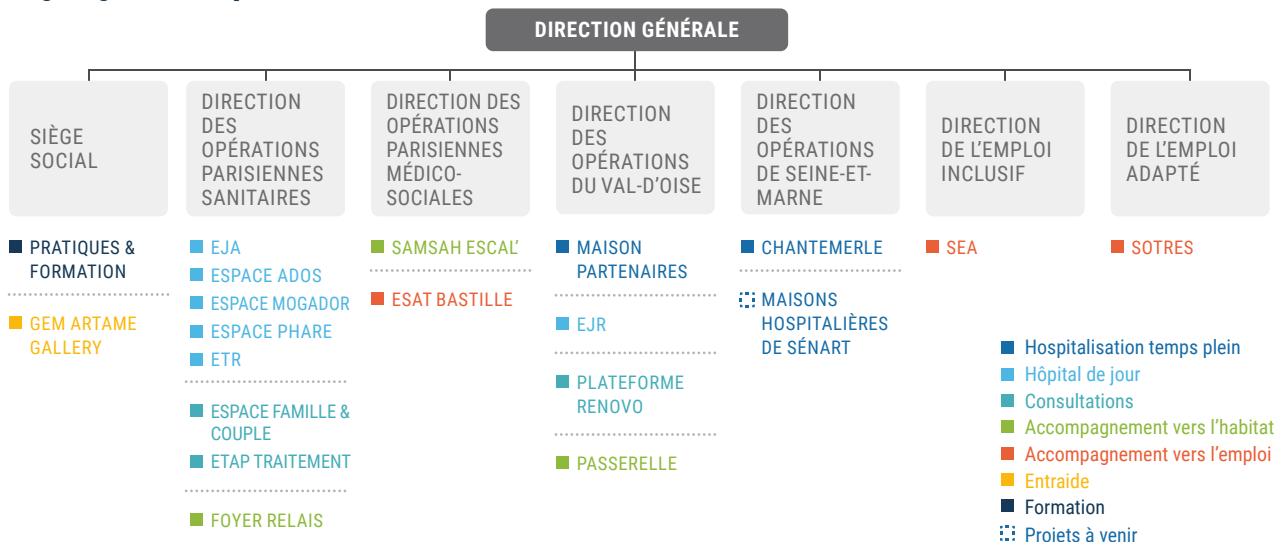 DIRECTION GÉNÉRALE
SIÈGE
SOCIAL
DIRECTION
DES
OPÉRATIONS
PARISIENNES
SANITAIRES
DIRECTION DES
OPÉRATIONS
PARISIENNES
MÉDICO-
SOCIALES
DIRECTION
DES
OPÉRATIONS
DU VAL-D'OISE
DIRECTION
DES
OPÉRATIONS
DE SEINE-ET-
MARNE
DIRECTION
DE L'EMPLOI
INCLUSIF
DIRECTION
DE L'EMPLOI
ADAPTÉ
PRATIQUES &
FORMATION
GEM ARTAME
GALLERY
EJA
ESPACE ADOS
ESPACE MOGADOR
ESPACE PHARE
ETR
ESPACE FAMILLE &
COUPLE
ETAP TRAITEMENT
FOYER RELAIS
SAMSAH ESCAL'
ESAT BASTILLE
MAISON
PARTENAIRES
EJR
PLATEFORME
RENOVO
PASSERELLE
CHANTEMERLE
MAISONS
HOSPITALIÈRES
DE SÉNART
SEA
SOTRES
Hospitalisation temps plein
Hôpital de jour
Consultations
Accompagnement vers l'habitat
Accompagnement vers l'emploi
Entraide
Formation
Projets à venir